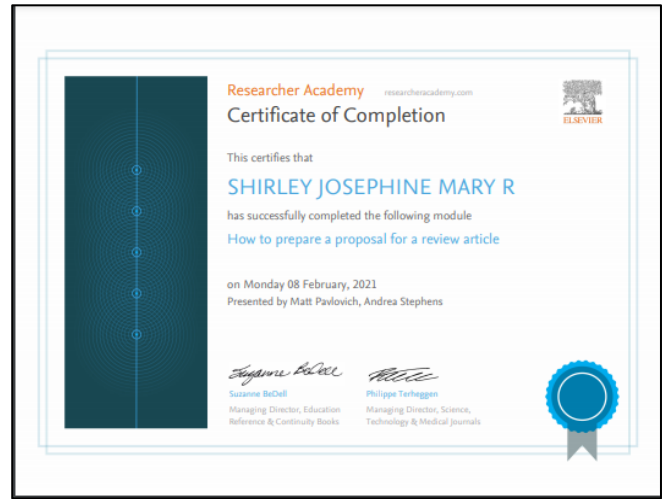 Researcher Academy researcheracademy.com
Certificate of Completion
ELSEVIER
This certifies that
SHIRLEY JOSEPHINE MARY R
has successfully completed the following module
How to prepare a proposal for a review article
on Monday 08 February, 2021
Presented by Matt Pavlovich, Andrea Stephens
Suzanne BeDell
Suzanne BeDell
Philippe Terheggen
Managing Director, Education
Reference & Continuity Books
Managing Director, Science,
Technology & Medical Journals